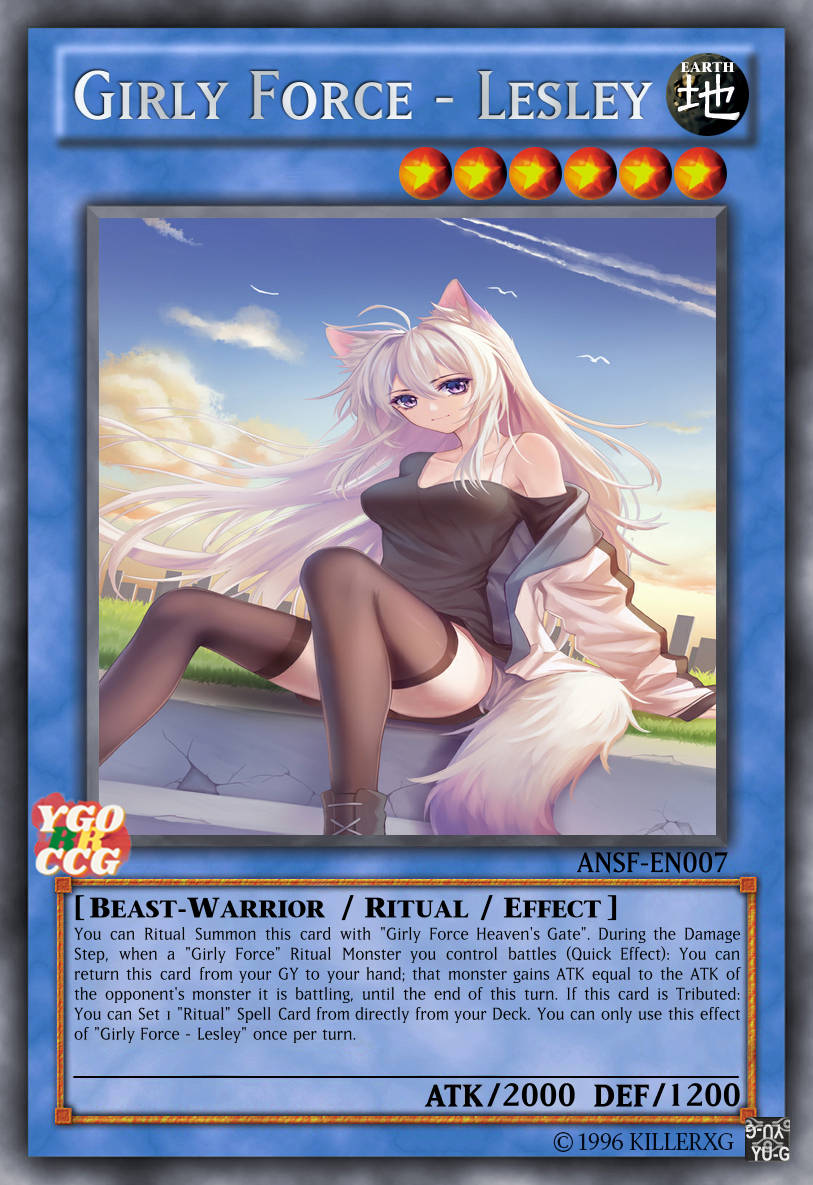 Girly Force - Lesley
EARTH
地
YGO
RR
CCG
ANSF-EN007
[ Beast-Warrior / Ritual / Effect ]
You can Ritual Summon this card with "Girly Force Heaven's Gate". During the Damage
Step, when a "Girly Force" Ritual Monster you control battles (Quick Effect): You can
return this card from your GY to your hand; that monster gains ATK equal to the ATK of
the opponent's monster it is battling, until the end of this turn. If this card is Tributed:
You can Set 1 "Ritual" Spell Card from directly from your Deck. You can only use this effect
of "Girly Force - Lesley" once per turn.
ATK/2000 DEF/1200
© 1996 KILLERXG
YU-G